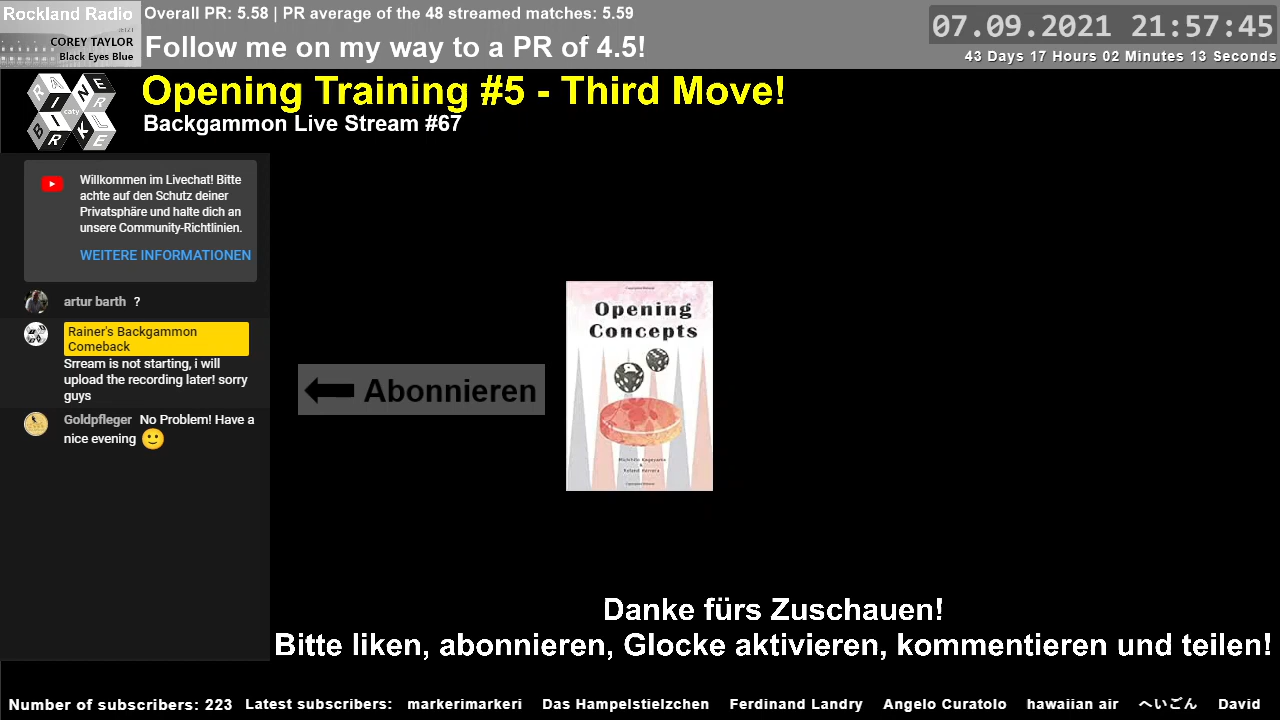 Rockland Radio
COREY TAYLOR
Black Eyes Blue
Overall PR: 5.58 | PR average of the 48 streamed matches: 5.59
Follow me on my way to a PR of 4.5!
07.09.2021 21:57:45
43 Days 17 Hours 02 Minutes 13 Seconds
Opening Training #5 - Third Move!
Backgammon Live Stream #67
Willkommen im Livechat! Bitte
achte auf den Schutz deiner
Privatsphäre und halte dich an
unsere Community-Richtlinien.
WEITERE INFORMATIONEN
artur barth ?
Rainer's Backgammon
Comeback
Srream is not starting, i will
upload the recording later! sorry
guys
Goldpfleger No Problem! Have a
nice evening 🙂
Abonnieren
Opening
Concepts
Danke fürs Zuschauen!
Bitte liken, abonnieren, Glocke aktivieren, kommentieren und teilen!
Number of subscribers: 223 Latest subscribers: markerimarkeri Das Hampelstielzchen Ferdinand Landry Angelo Curatolo hawaiian air へいごん David